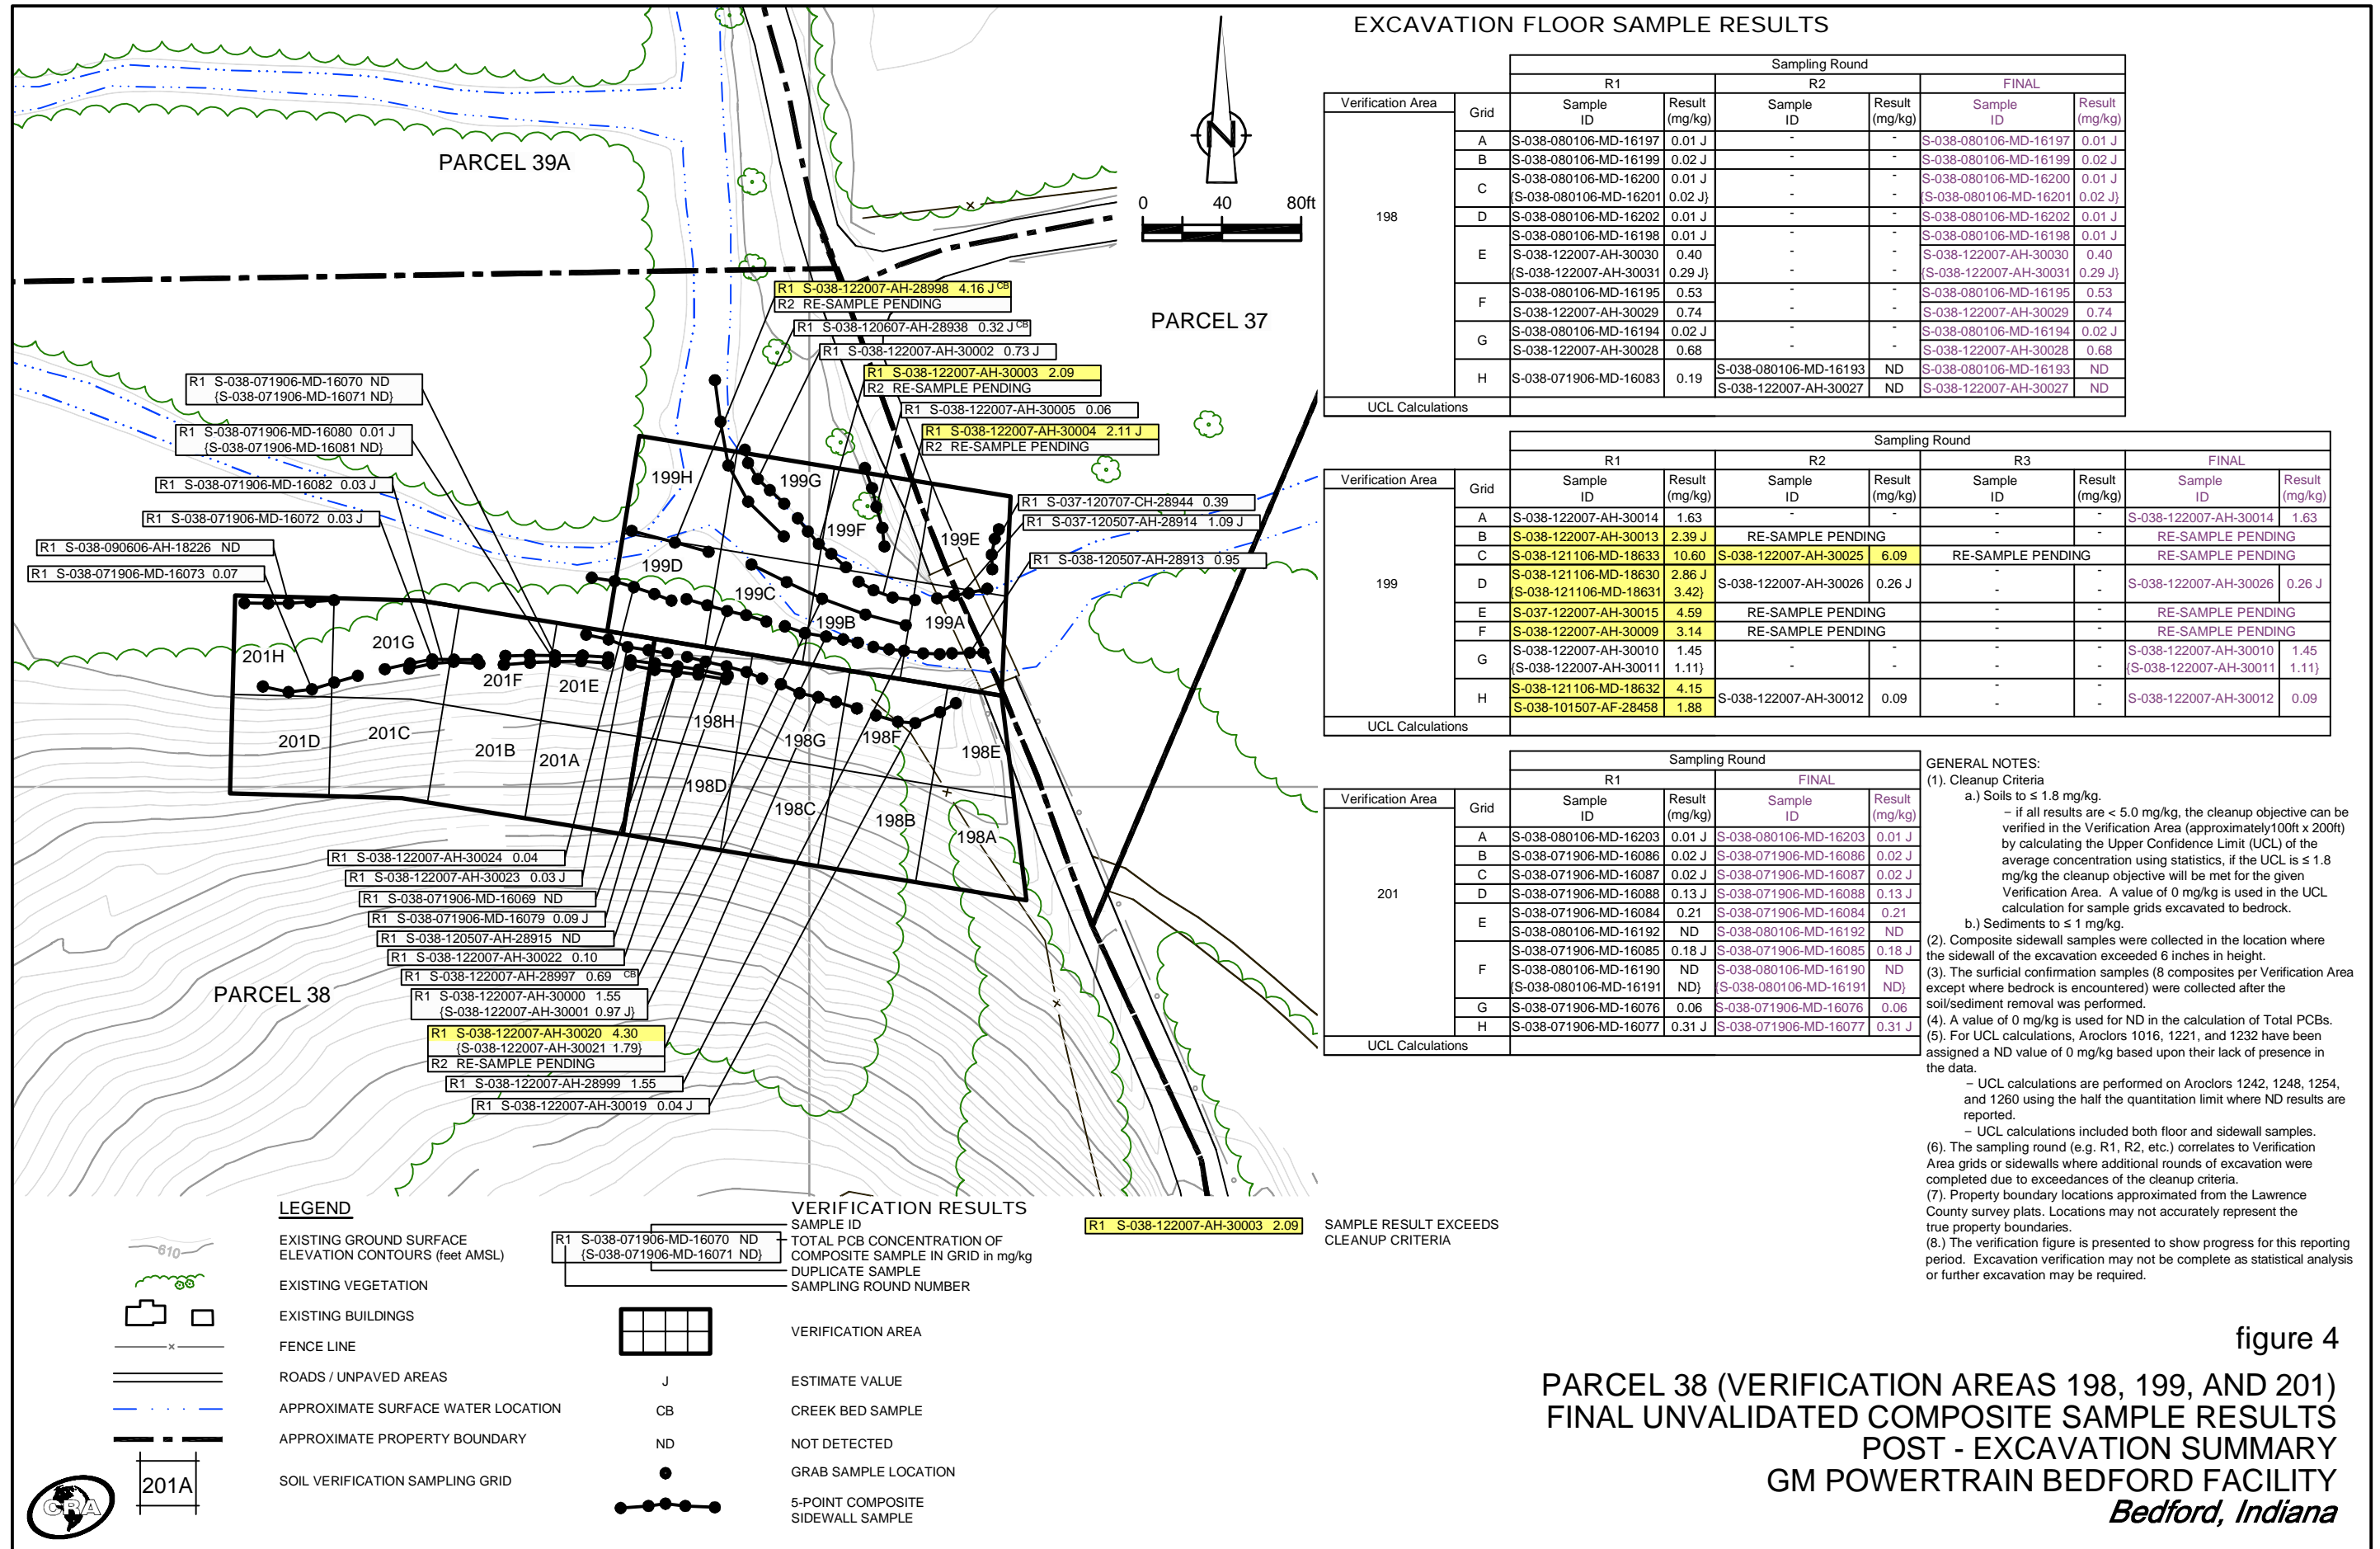 EXCAVATION FLOOR SAMPLE RESULTS
Sampling Round
R1 R2 FINAL
Verification Area Grid Sample ID Result (mg/kg) Sample ID Result (mg/kg) Sample ID Result (mg/kg)
198
A S-038-080106-MD-16197 0.01 J - - S-038-080106-MD-16197 0.01 J
B S-038-080106-MD-16199 0.02 J - - S-038-080106-MD-16199 0.02 J
C S-038-080106-MD-16200 0.01 J - - S-038-080106-MD-16200 0.01 J
{S-038-080106-MD-16201 0.02 J} - - {S-038-080106-MD-16201 0.02 J}
D S-038-080106-MD-16202 0.01 J - - S-038-080106-MD-16202 0.01 J
E S-038-080106-MD-16198 0.01 J - - S-038-080106-MD-16198 0.01 J
S-038-122007-AH-30030 0.40 - - S-038-122007-AH-30030 0.40
{S-038-122007-AH-30031 0.29 J} - - {S-038-122007-AH-30031 0.29 J}
F S-038-080106-MD-16195 0.53 - - S-038-080106-MD-16195 0.53
S-038-122007-AH-30029 0.74 - - S-038-122007-AH-30029 0.74
G S-038-080106-MD-16194 0.02 J - - S-038-080106-MD-16194 0.02 J
S-038-122007-AH-30028 0.68 - - S-038-122007-AH-30028 0.68
H S-038-071906-MD-16083 0.19 S-038-080106-MD-16193 ND S-038-080106-MD-16193 ND
S-038-122007-AH-30027 ND S-038-122007-AH-30027 ND
UCL Calculations
Sampling Round
R1 R2 R3 FINAL
Verification Area Grid Sample ID Result (mg/kg) Sample ID Result (mg/kg) Sample ID Result (mg/kg) Sample ID Result (mg/kg)
199
A S-038-122007-AH-30014 1.63 - - - - S-038-122007-AH-30014 1.63
B S-038-122007-AH-30013 2.39 J RE-SAMPLE PENDING - - RE-SAMPLE PENDING
C S-038-121106-MD-18633 10.60 S-038-122007-AH-30025 6.09 RE-SAMPLE PENDING RE-SAMPLE PENDING
D S-038-121106-MD-18630 2.86 J S-038-122007-AH-30026 0.26 J - - S-038-122007-AH-30026 0.26 J
{S-038-121106-MD-18631 3.42} - -
E S-037-122007-AH-30015 4.59 RE-SAMPLE PENDING - - RE-SAMPLE PENDING
F S-038-122007-AH-30009 3.14 RE-SAMPLE PENDING - - RE-SAMPLE PENDING
G S-038-122007-AH-30010 1.45 - - - - S-038-122007-AH-30010 1.45
{S-038-122007-AH-30011 1.11} - - - - {S-038-122007-AH-30011 1.11}
H S-038-121106-MD-18632 4.15 S-038-122007-AH-30012 0.09 - - S-038-122007-AH-30012 0.09
S-038-101507-AF-28458 1.88 - -
UCL Calculations
Sampling Round
R1 FINAL
Verification Area Grid Sample ID Result (mg/kg) Sample ID Result (mg/kg)
201
A S-038-080106-MD-16203 0.01 J S-038-080106-MD-16203 0.01 J
B S-038-071906-MD-16086 0.02 J S-038-071906-MD-16086 0.02 J
C S-038-071906-MD-16087 0.02 J S-038-071906-MD-16087 0.02 J
D S-038-071906-MD-16088 0.13 J S-038-071906-MD-16088 0.13 J
E S-038-071906-MD-16084 0.21 S-038-071906-MD-16084 0.21
S-038-080106-MD-16192 ND S-038-080106-MD-16192 ND
F S-038-071906-MD-16085 0.18 J S-038-071906-MD-16085 0.18 J
S-038-080106-MD-16190 ND S-038-080106-MD-16190 ND
{S-038-080106-MD-16191 ND} {S-038-080106-MD-16191 ND}
G S-038-071906-MD-16076 0.06 S-038-071906-MD-16076 0.06
H S-038-071906-MD-16077 0.31 J S-038-071906-MD-16077 0.31 J
UCL Calculations
GENERAL NOTES:
(1). Cleanup Criteria
a.) Soils to ≤ 1.8 mg/kg.
– if all results are < 5.0 mg/kg, the cleanup objective can be
verified in the Verification Area (approximately100ft x 200ft)
by calculating the Upper Confidence Limit (UCL) of the
average concentration using statistics, if the UCL is ≤ 1.8
mg/kg the cleanup objective will be met for the given
Verification Area. A value of 0 mg/kg is used in the UCL
calculation for sample grids excavated to bedrock.
b.) Sediments to ≤ 1 mg/kg.
(2). Composite sidewall samples were collected in the location where
the sidewall of the excavation exceeded 6 inches in height.
(3). The surficial confirmation samples (8 composites per Verification Area
except where bedrock is encountered) were collected after the
soil/sediment removal was performed.
(4). A value of 0 mg/kg is used for ND in the calculation of Total PCBs.
(5). For UCL calculations, Aroclors 1016, 1221, and 1232 have been
assigned a ND value of 0 mg/kg based upon their lack of presence in
the data.
– UCL calculations are performed on Aroclors 1242, 1248, 1254,
and 1260 using the half the quantitation limit where ND results are
reported.
– UCL calculations included both floor and sidewall samples.
(6). The sampling round (e.g. R1, R2, etc.) correlates to Verification
Area grids or sidewalls where additional rounds of excavation were
completed due to exceedances of the cleanup criteria.
(7). Property boundary locations approximated from the Lawrence
County survey plats. Locations may not accurately represent the
true property boundaries.
(8.) The verification figure is presented to show progress for this reporting
period. Excavation verification may not be complete as statistical analysis
or further excavation may be required.
PARCEL 39A
N
0 40 80ft
PARCEL 37
R1 S-038-122007-AH-28998 4.16 J CB
R2 RE-SAMPLE PENDING
R1 S-038-120607-AH-28938 0.32 J CB
R1 S-038-122007-AH-30002 0.73 J
R1 S-038-122007-AH-30003 2.09
R2 RE-SAMPLE PENDING
R1 S-038-122007-AH-30005 0.06
R1 S-038-122007-AH-30004 2.11 J
R2 RE-SAMPLE PENDING
R1 S-038-071906-MD-16070 ND
{S-038-071906-MD-16071 ND}
R1 S-038-071906-MD-16080 0.01 J
{S-038-071906-MD-16081 ND}
R1 S-038-071906-MD-16082 0.03 J
R1 S-038-071906-MD-16072 0.03 J
R1 S-038-090606-AH-18226 ND
R1 S-038-071906-MD-16073 0.07
R1 S-037-120707-CH-28944 0.39
R1 S-037-120507-AH-28914 1.09 J
R1 S-038-120507-AH-28913 0.95
199H
199G
199F
199E
199D
199C
199B
199A
201H
201G
201F
201E
201D
201C
201B
201A
198H
198G
198F
198E
198D
198C
198B
198A
R1 S-038-122007-AH-30024 0.04
R1 S-038-122007-AH-30023 0.03 J
R1 S-038-071906-MD-16069 ND
R1 S-038-071906-MD-16079 0.09 J
R1 S-038-120507-AH-28915 ND
R1 S-038-122007-AH-30022 0.10
R1 S-038-122007-AH-28997 0.69 CB
R1 S-038-122007-AH-30000 1.55
{S-038-122007-AH-30001 0.97 J}
R1 S-038-122007-AH-30020 4.30
{S-038-122007-AH-30021 1.79}
R2 RE-SAMPLE PENDING
R1 S-038-122007-AH-28999 1.55
R1 S-038-122007-AH-30019 0.04 J
PARCEL 38
LEGEND
610
EXISTING GROUND SURFACE
ELEVATION CONTOURS (feet AMSL)
EXISTING VEGETATION
EXISTING BUILDINGS
FENCE LINE
ROADS / UNPAVED AREAS
APPROXIMATE SURFACE WATER LOCATION
APPROXIMATE PROPERTY BOUNDARY
201A
SOIL VERIFICATION SAMPLING GRID
CRA
VERIFICATION RESULTS
R1 S-038-071906-MD-16070 ND
{S-038-071906-MD-16071 ND}
SAMPLE ID
TOTAL PCB CONCENTRATION OF
COMPOSITE SAMPLE IN GRID in mg/kg
DUPLICATE SAMPLE
SAMPLING ROUND NUMBER
VERIFICATION AREA
J ESTIMATE VALUE
CB CREEK BED SAMPLE
ND NOT DETECTED
GRAB SAMPLE LOCATION
5-POINT COMPOSITE
SIDEWALL SAMPLE
R1 S-038-122007-AH-30003 2.09
SAMPLE RESULT EXCEEDS
CLEANUP CRITERIA
figure 4
PARCEL 38 (VERIFICATION AREAS 198, 199, AND 201)
FINAL UNVALIDATED COMPOSITE SAMPLE RESULTS
POST - EXCAVATION SUMMARY
GM POWERTRAIN BEDFORD FACILITY
Bedford, Indiana